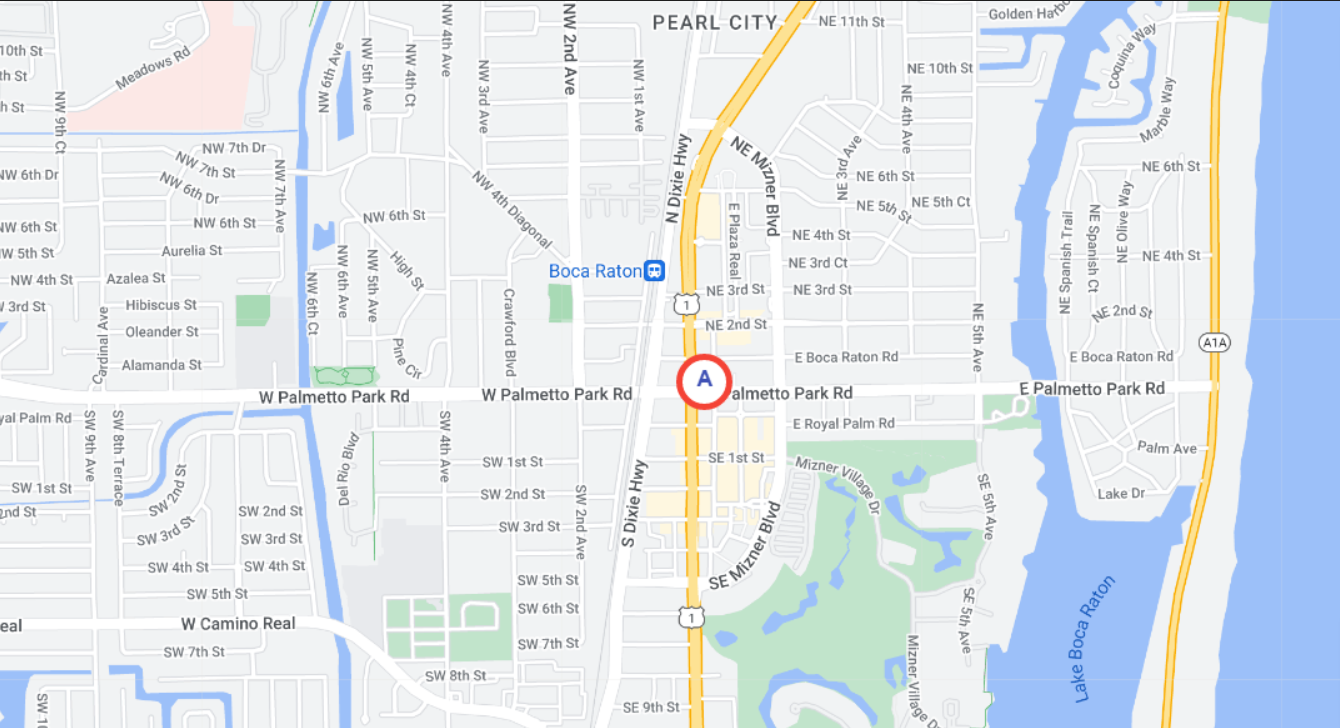 PEARL CITY
NE 11th St
Golden Harbo
10th St
Meadows Rd
NW 6th Ave
NW 5th Ave
NW 4th Ct
NW 4th Ave
NW 3rd Ave
NW 2nd Ave
NW 1st Ave
NE 10th St
Coquina Way
th St
h St
NW 9th Ct
NE 4th Ave
Marble Way
N Dixie Hwy
NE Mizner Blvd
NE 3rd Ave
NW 7th Dr
NW 7th St
NW 6th Dr
NW 6th Dr
NW 7th Ave
NW 4th Diagonal
NE 6th St
NE 6th St
NE 5th St
NE 5th Ct
NW 6th St
NW 6th St
NW 6th St
E Plaza Real
NE 4th St
NE Spanish Trail
NE Spanish Ct
NE Olive Way
NE 4th St
NW 5th St
Aurelia St
NW 6th Ave
NW 5th Ave
High St
Boca Raton
NE 3rd Ct
NW 4th St
Azalea St
NW 6th Ct
Crawford Blvd
NE 3rd St
NE 3rd St
1
W 3rd St
Hibiscus St
NE 2nd St
NE 5th Ave
NE 2nd St
Cardinal Ave
Oleander St
A1A
Alamanda St
Pine Cir
E Boca Raton Rd
E Boca Raton Rd
A
W Palmetto Park Rd
W Palmetto Park Rd
almetto Park Rd
E Palmetto Park Rd
yal Palm Rd
SW 9th Ave
SW 8th Terrace
SW 4th Ave
E Royal Palm Rd
Palm Ave
Del Rio Blvd
SW 1st St
SE 1st St
Mizner Village Dr
SW 1st St
SW 2nd St
SW 2nd St
SW 2nd Ave
S Dixie Hwy
SE 5th Ave
Lake Dr
2nd St
SW 2nd St
SW 3rd St
SW 3rd St
SW 3rd St
SE Mizner Blvd
SW 4th St
SW 4th St
SW 5th St
SW 5th St
SW 6th St
1
SE 5th Ave
Lake Boca Raton
eal
W Camino Real
SW 7th St
SW 7th St
SW 8th St
Mizner Village D
SW 10
SE 9th St